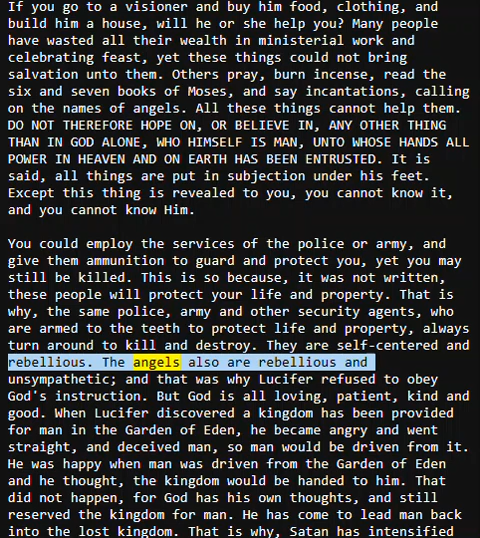 If you go to a visioner and buy him food, clothing, and
build him a house, will he or she help you? Many people
have wasted all their wealth in ministerial work and
celebrating feast, yet these things could not bring
salvation unto them. Others pray, burn incense, read the
six and seven books of Moses, and say incantations, calling
on the names of angels. All these things cannot help them.
DO NOT THEREFORE HOPE ON, OR BELIEVE IN, ANY OTHER THING
THAN IN GOD ALONE, WHO HIMSELF IS MAN, UNTO WHOSE HANDS ALL
POWER IN HEAVEN AND ON EARTH HAS BEEN ENTRUSTED. It is
said, all things are put in subjection under his feet.
Except this thing is revealed to you, you cannot know it,
and you cannot know Him.
You could employ the services of the police or army, and
give them ammunition to guard and protect you, yet you may
still be killed. This is so because, it was not written,
these people will protect your life and property. That is
why, the same police, army and other security agents, who
are armed to the teeth to protect life and property, always
turn around to kill and destroy. They are self-centered and
rebellious. The angels also are rebellious and
unsympathetic; and that was why Lucifer refused to obey
God's instruction. But God is all loving, patient, kind and
good. When Lucifer discovered a kingdom has been provided
for man in the Garden of Eden, he became angry and went
straight, and deceived man, so man would be driven from it.
He was happy when man was driven from the Garden of Eden
and he thought, the kingdom would be handed to him. That
did not happen, for God has his own thoughts, and still
reserved the kingdom for man. He has come to lead man back
into the lost kingdom. That is why, Satan has intensified